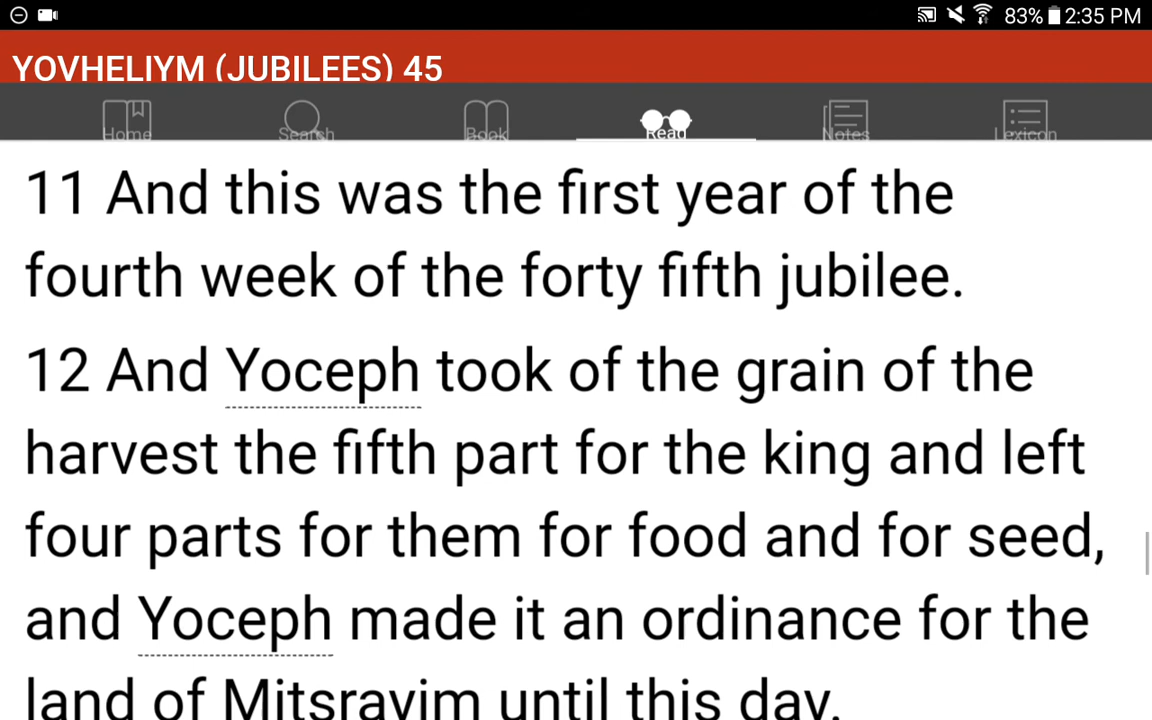 83% 2:35 PM
YOVHELIYM (JUBILEES) 45
Home Search Book Read Notes Lexicon
11 And this was the first year of the
fourth week of the forty fifth jubilee.
12 And Yoceph took of the grain of the
harvest the fifth part for the king and left
four parts for them for food and for seed,
and Yoceph made it an ordinance for the
land of Mitsrayim until this day.